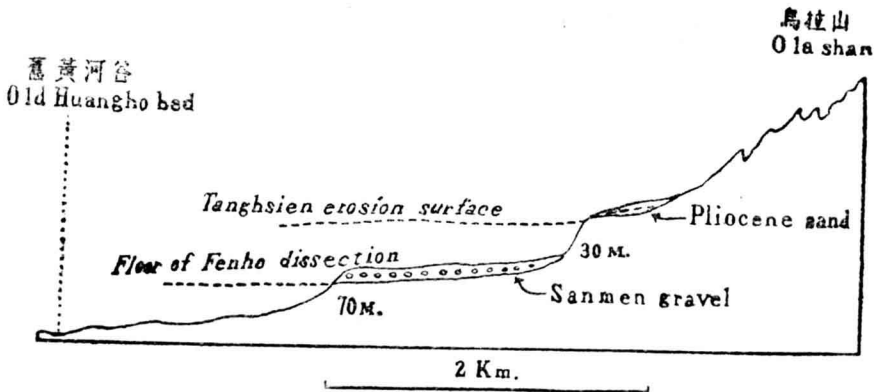 烏拉山
Ola shan
舊黃河谷
Old Huangho bed
Tanghsien erosion surface
Pliocene sand
30 M.
Floor of Fenho dissection
Sanmen gravel
70 M.
2 Km.